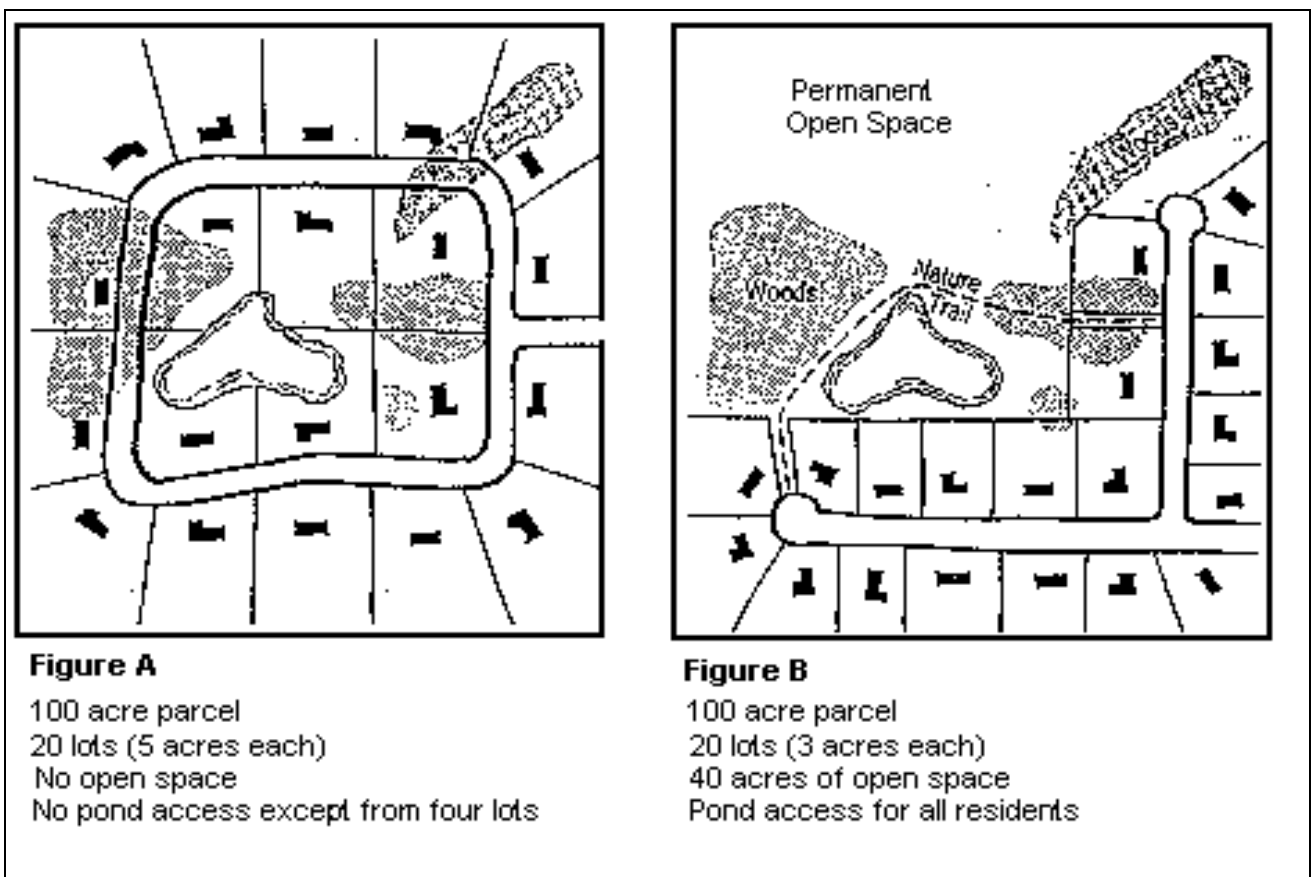 Permanent
Open Space
Woods
Woods
Nature
Trail
Figure A
100 acre parcel
20 lots (5 acres each)
No open space
No pond access except from four lots
Figure B
100 acre parcel
20 lots (3 acres each)
40 acres of open space
Pond access for all residents